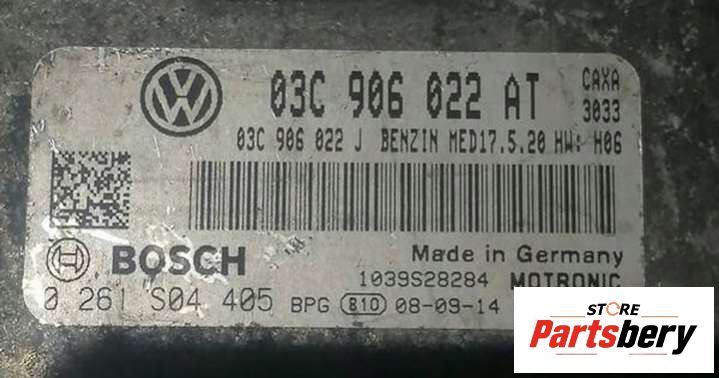 03C 906 022 AT CAXA
3033
03C 906 022 J BENZIN MED17.5.20 HW: H06
BOSCH Made in Germany
1039S28284 MOTRONIC
0 261 S04 405 BPG 810 08-09-14
STORE
Partsbery